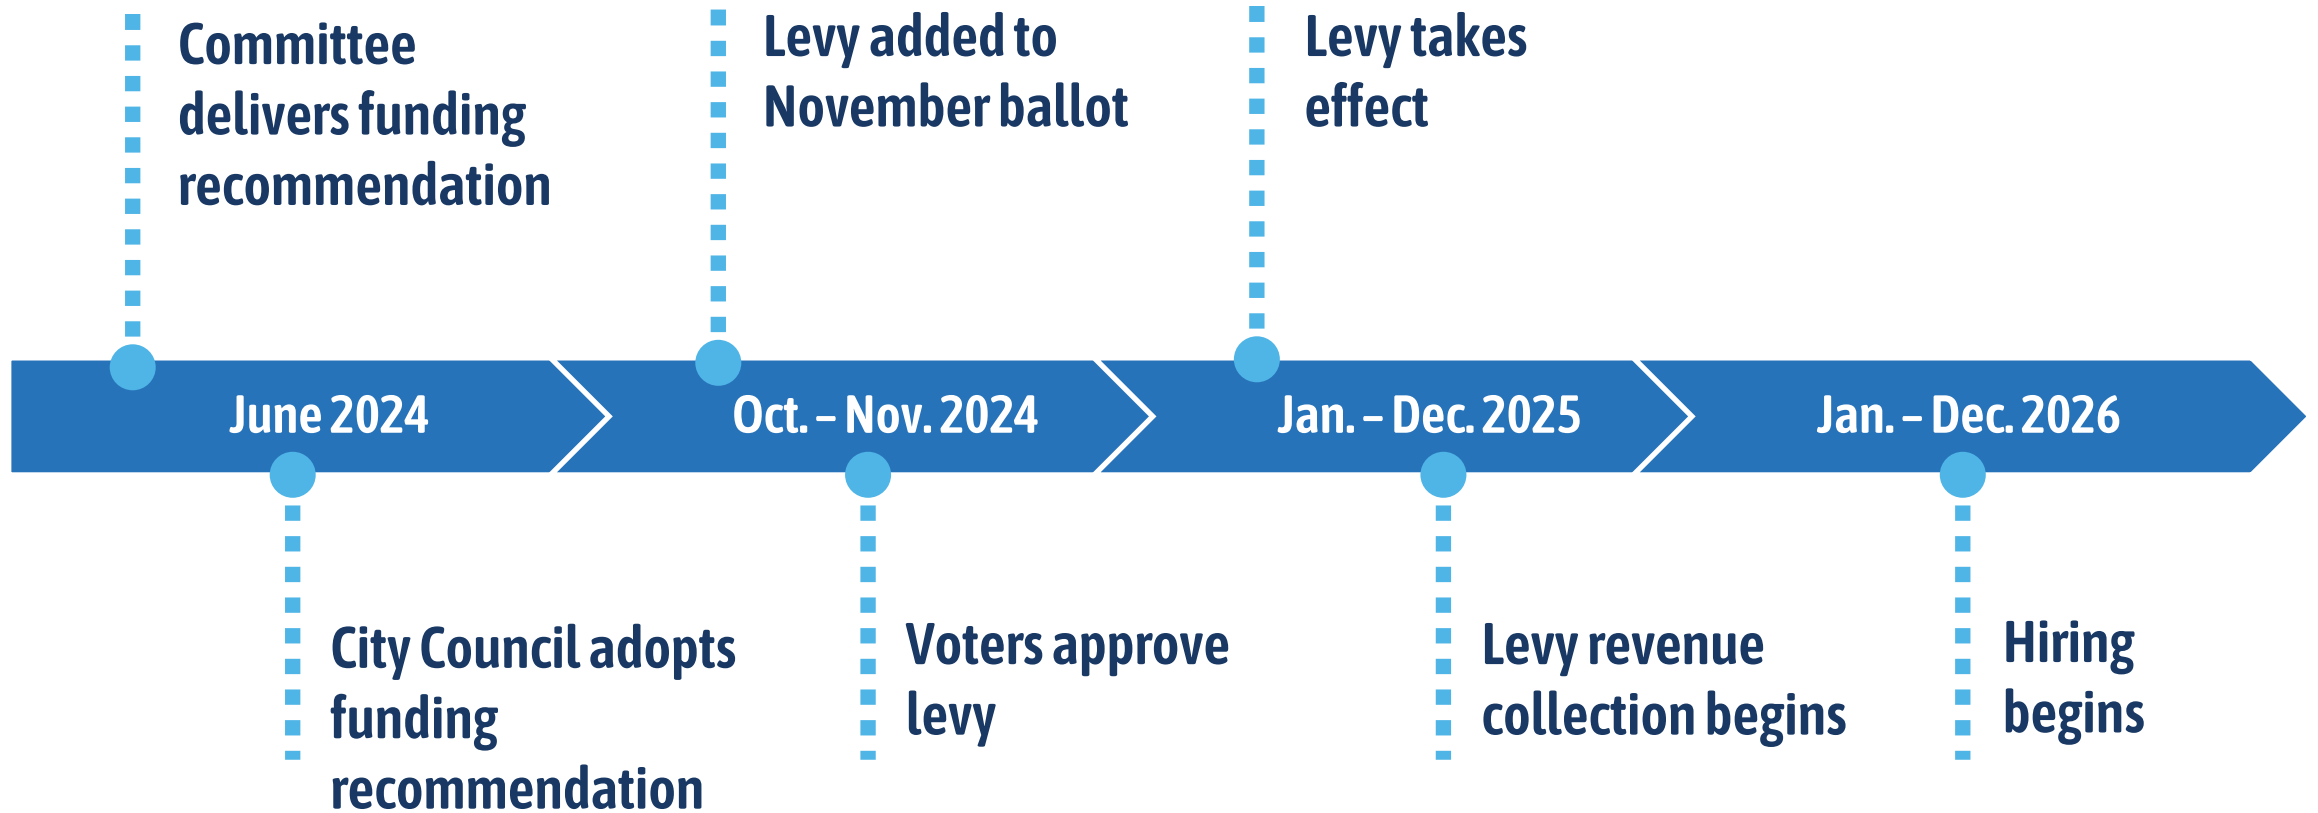 Committee
delivers funding
recommendation
Levy added to
November ballot
Levy takes
effect
June 2024
Oct. – Nov. 2024
Jan. – Dec. 2025
Jan. – Dec. 2026
City Council adopts
funding
recommendation
Voters approve
levy
Levy revenue
collection begins
Hiring
begins